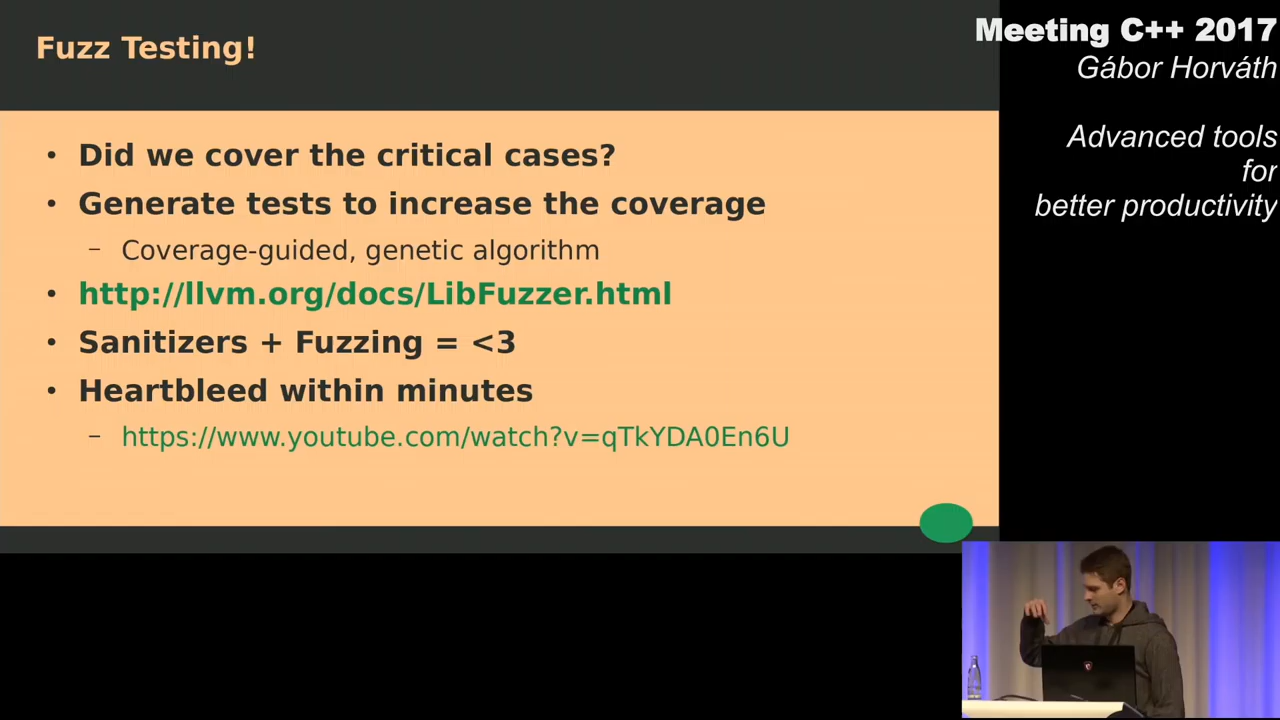 Fuzz Testing!
• Did we cover the critical cases?
• Generate tests to increase the coverage
– Coverage-guided, genetic algorithm
• http://llvm.org/docs/LibFuzzer.html
• Sanitizers + Fuzzing = <3
• Heartbleed within minutes
– https://www.youtube.com/watch?v=qTkYDA0En6U
Meeting C++ 2017
Gábor Horváth
Advanced tools
for
better productivity